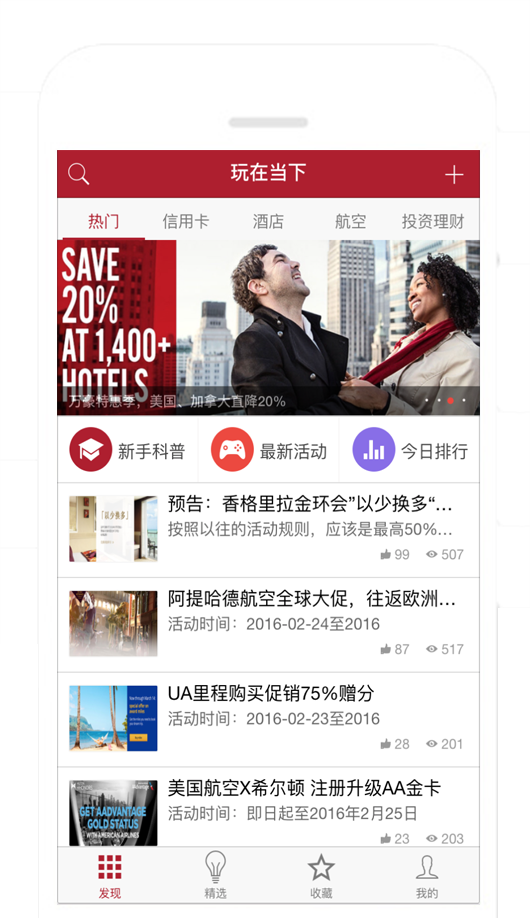 玩在当下
热门 信用卡 酒店 航空 投资理财
SAVE
20%
AT 1,400+
HOTELS
万豪特惠季，美国、加拿大直降20%
新手科普 最新活动 今日排行
「以少换多」
预告：香格里拉金环会”以少换多“...
按照以往的活动规则，应该是最高50%...
99 507
阿提哈德航空全球大促，往返欧洲...
活动时间：2016-02-24至2016
87 517
UA里程购买促销75%赠分
活动时间：2016-02-23至2016
28 201
GET AADVANTAGE
GOLD STATUS
WITH AMERICAN AIRLINES
美国航空X希尔顿 注册升级AA金卡
活动时间：即日起至2016年2月25日
23 203
发现 精选 收藏 我的